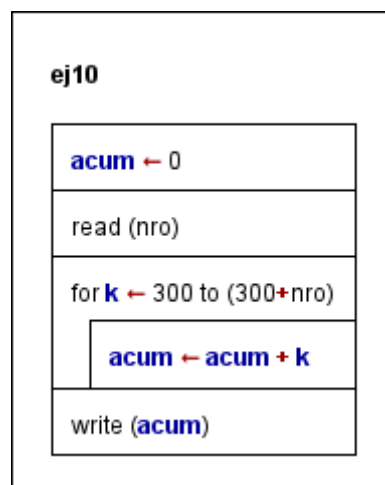 ej10
acum ← 0
read (nro)
for k ← 300 to (300+nro)
acum ← acum + k
write (acum)